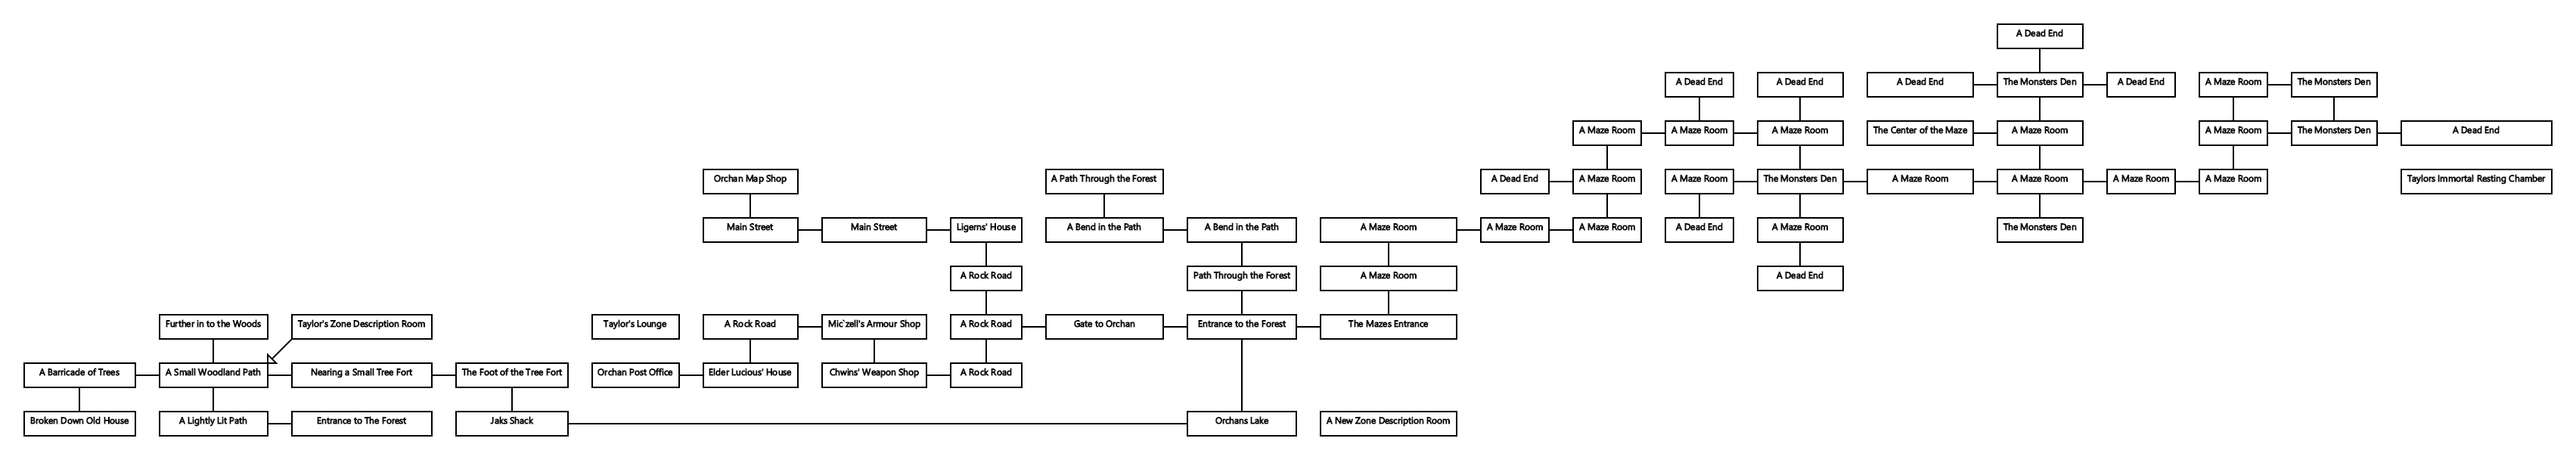 A Dead End
A Dead End
A Dead End
A Dead End
The Monsters Den
A Dead End
A Maze Room
The Monsters Den
A Maze Room
A Maze Room
A Maze Room
The Center of the Maze
A Maze Room
A Maze Room
The Monsters Den
A Dead End
Orchan Map Shop
A Path Through the Forest
A Dead End
A Maze Room
A Maze Room
The Monsters Den
A Maze Room
A Maze Room
A Maze Room
A Maze Room
Taylors Immortal Resting Chamber
Main Street
Main Street
Ligerns' House
A Bend in the Path
A Bend in the Path
A Maze Room
A Maze Room
A Maze Room
A Dead End
A Maze Room
The Monsters Den
A Rock Road
Path Through the Forest
A Maze Room
A Dead End
Further in to the Woods
Taylor's Zone Description Room
Taylor's Lounge
A Rock Road
Mic`zell's Armour Shop
A Rock Road
Gate to Orchan
Entrance to the Forest
The Mazes Entrance
A Barricade of Trees
A Small Woodland Path
Nearing a Small Tree Fort
The Foot of the Tree Fort
Orchan Post Office
Elder Lucious' House
Chwins' Weapon Shop
A Rock Road
Broken Down Old House
A Lightly Lit Path
Entrance to The Forest
Jaks Shack
Orchans Lake
A New Zone Description Room